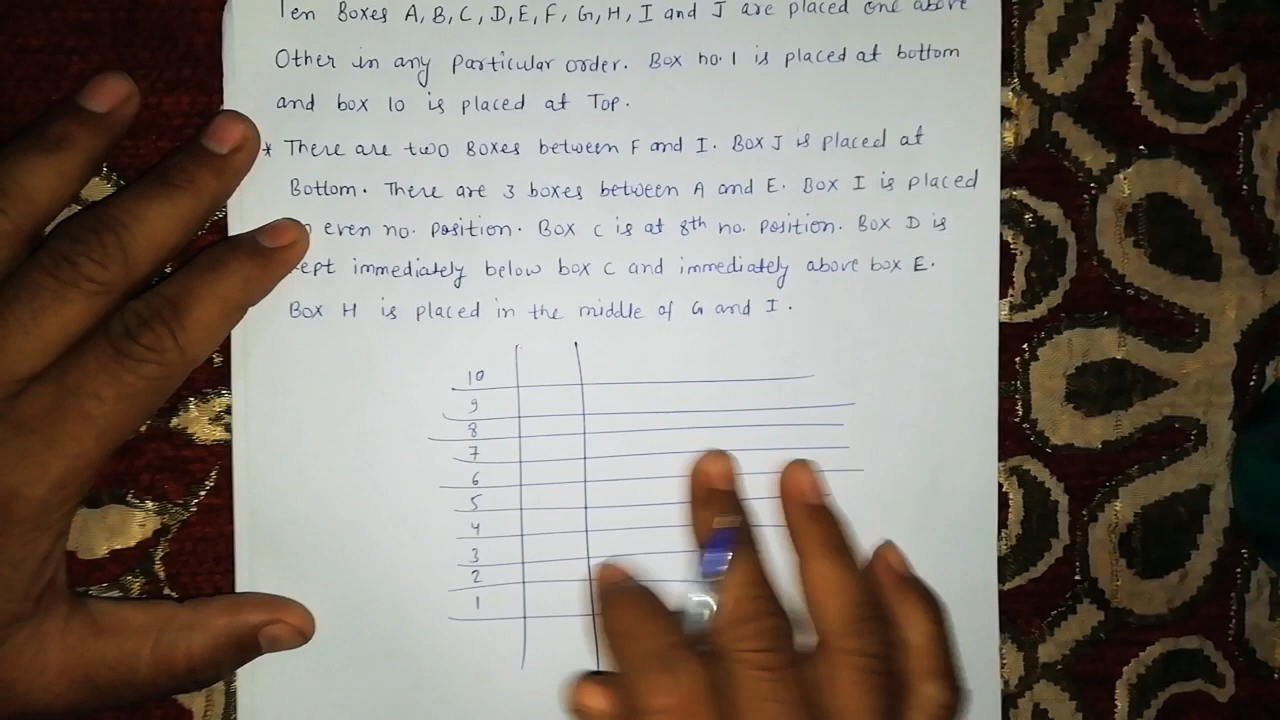 Ten Boxes A, B, C, D, E, F, G, H, I and J are placed one above
Other in any particular order. Box no. 1 is placed at bottom
and box 10 is placed at Top.
* There are two Boxes between F and I. Box J is placed at
Bottom. There are 3 boxes between A and E. Box I is placed
even no. position. Box C is at 8th no. position. Box D is
ept immediately below box C and immediately above box E.
Box H is placed in the middle of G and I.
10
9
8
7
6
5
4
3
2
1